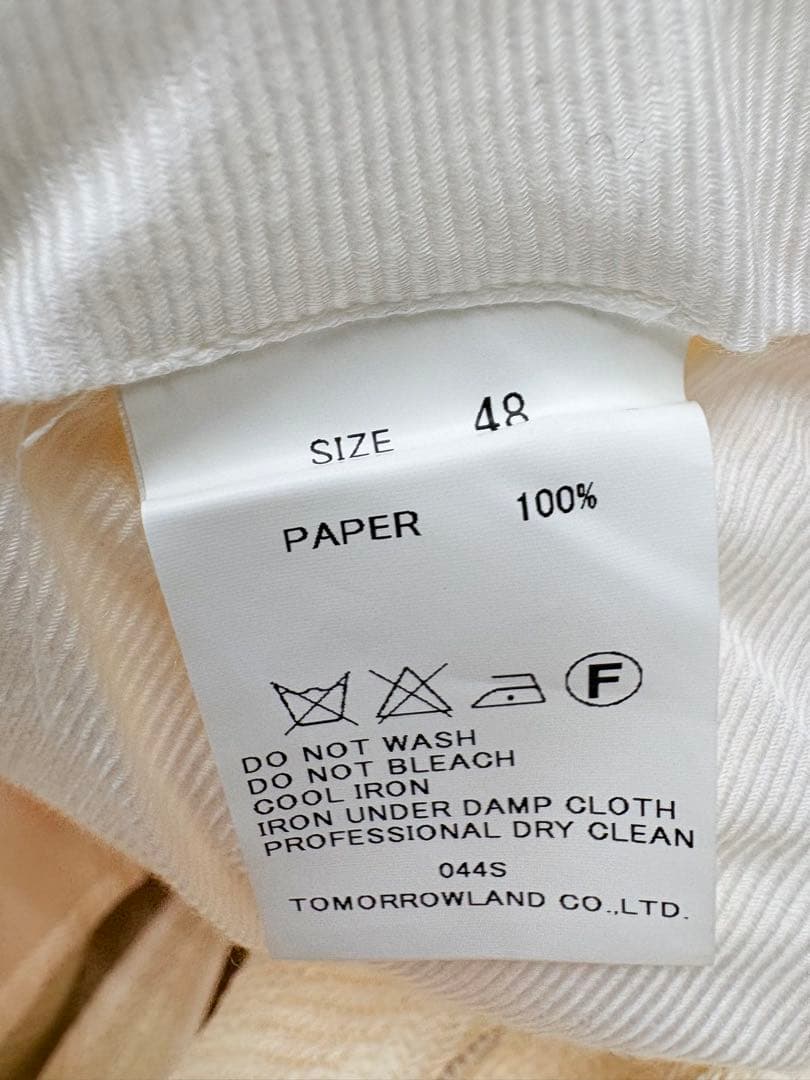 SIZE 48
PAPER 100%
F
DO NOT WASH
DO NOT BLEACH
COOL IRON
IRON UNDER DAMP CLOTH
PROFESSIONAL DRY CLEAN
044S
TOMORROWLAND CO.,LTD.